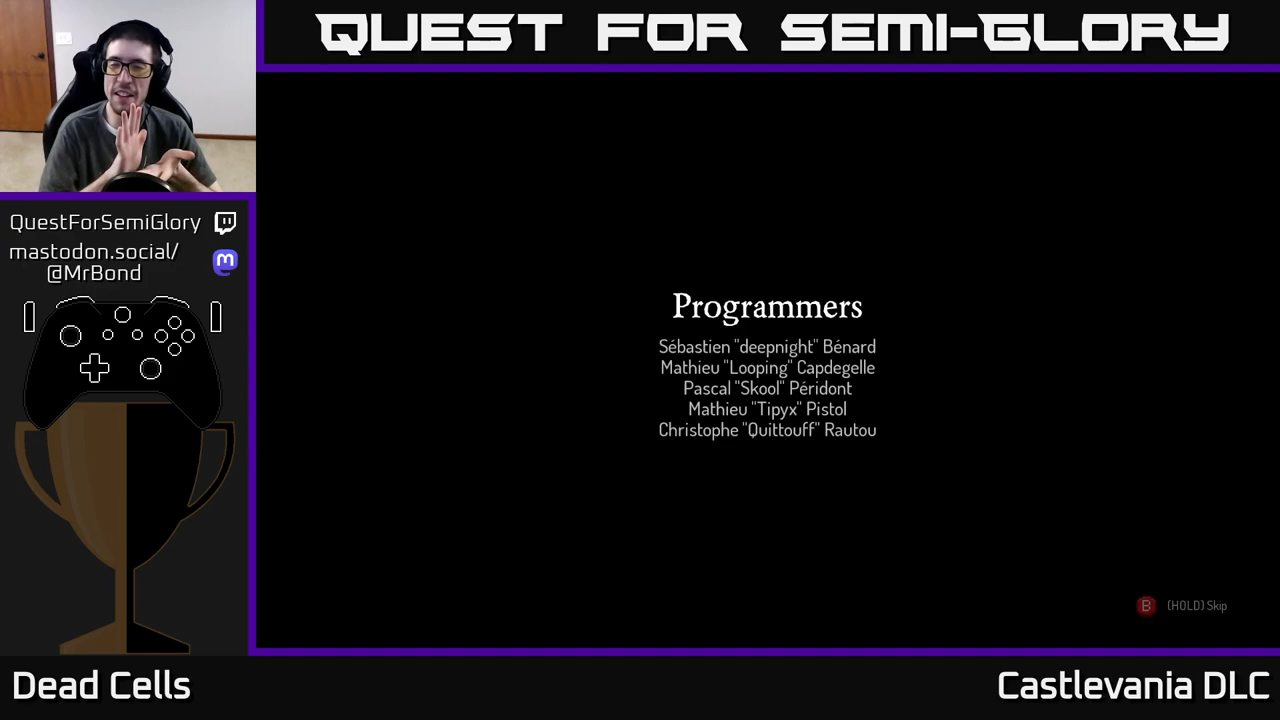 QUEST FOR SEMI-GLORY
QuestForSemiGlory
mastodon.social/
@MrBond
Programmers
Sébastien "deepnight" Bénard
Mathieu "Looping" Capdegelle
Pascal "Skool" Péridont
Mathieu "Tipyx" Pistol
Christophe "Quittouff" Rautou
B (HOLD) Skip
Dead Cells
Castlevania DLC